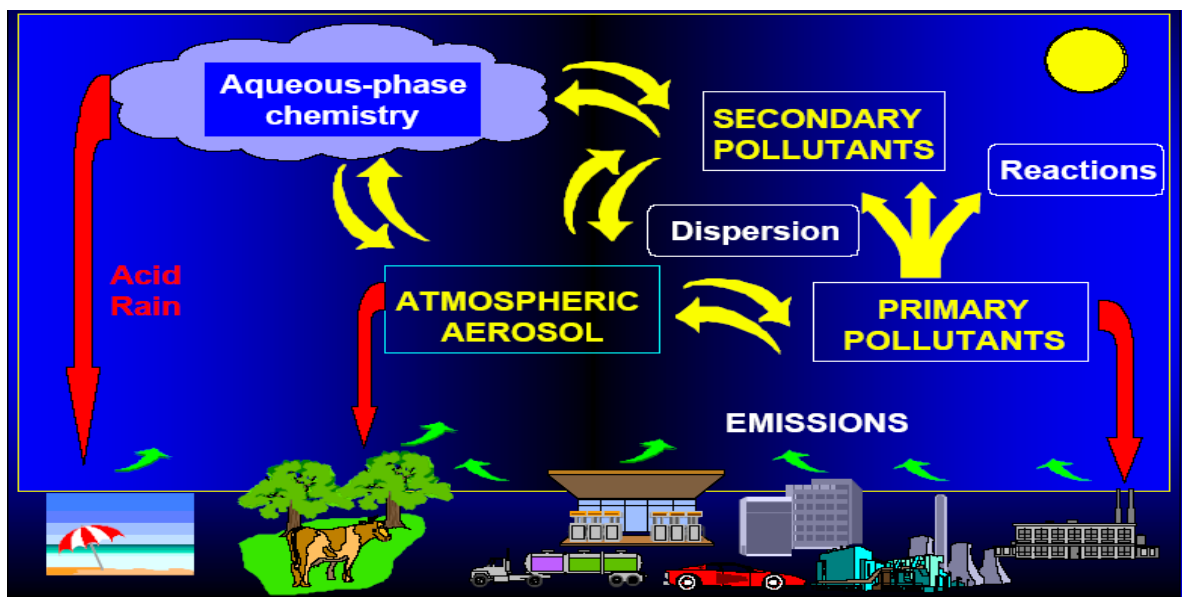 Aqueous-phase
chemistry
SECONDARY
POLLUTANTS
Reactions
Dispersion
Acid
Rain
ATMOSPHERIC
AEROSOL
PRIMARY
POLLUTANTS
EMISSIONS